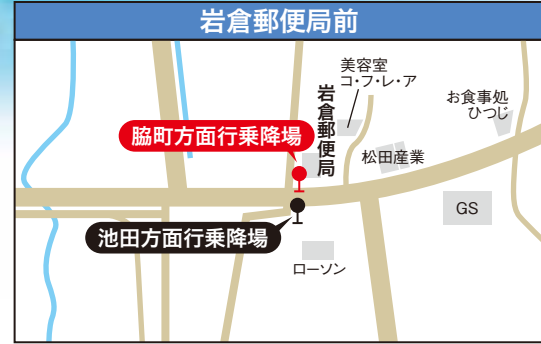 岩倉郵便局前
美容室
コ・フ・レ・ア
お食事処
ひつじ
岩倉郵便局
脇町方面行乗降場
松田産業
GS
池田方面行乗降場
ローソン